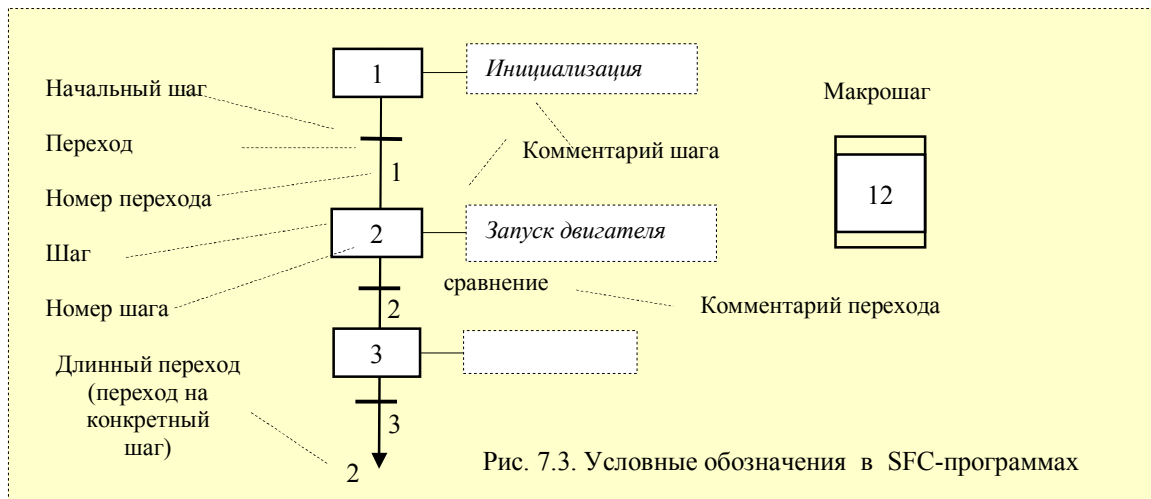 1
Инициализация
Начальный шаг
Макрошаг
Переход
Комментарий шага
Номер перехода
1
12
Шаг
2
Запуск двигателя
сравнение
Номер шага
2
Комментарий перехода
3
Длинный переход
(переход на
конкретный
шаг)
3
2
Рис. 7.3. Условные обозначения в SFC-программах